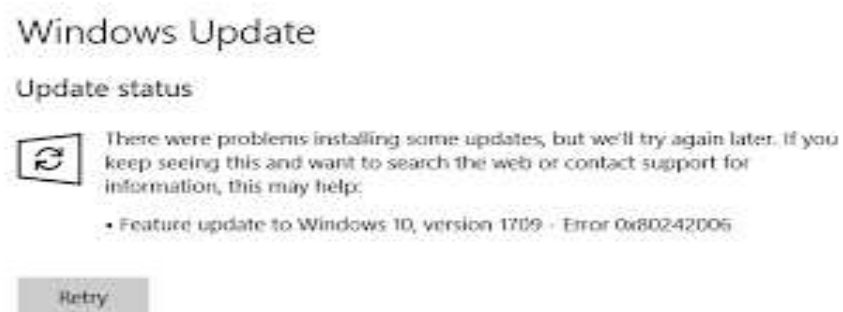 Windows Update
Update status
There were problems installing some updates, but we'll try again later. If you
keep seeing this and want to search the web or contact support for
information, this may help:
• Feature update to Windows 10, version 1709 - Error 0x80242006
Retry